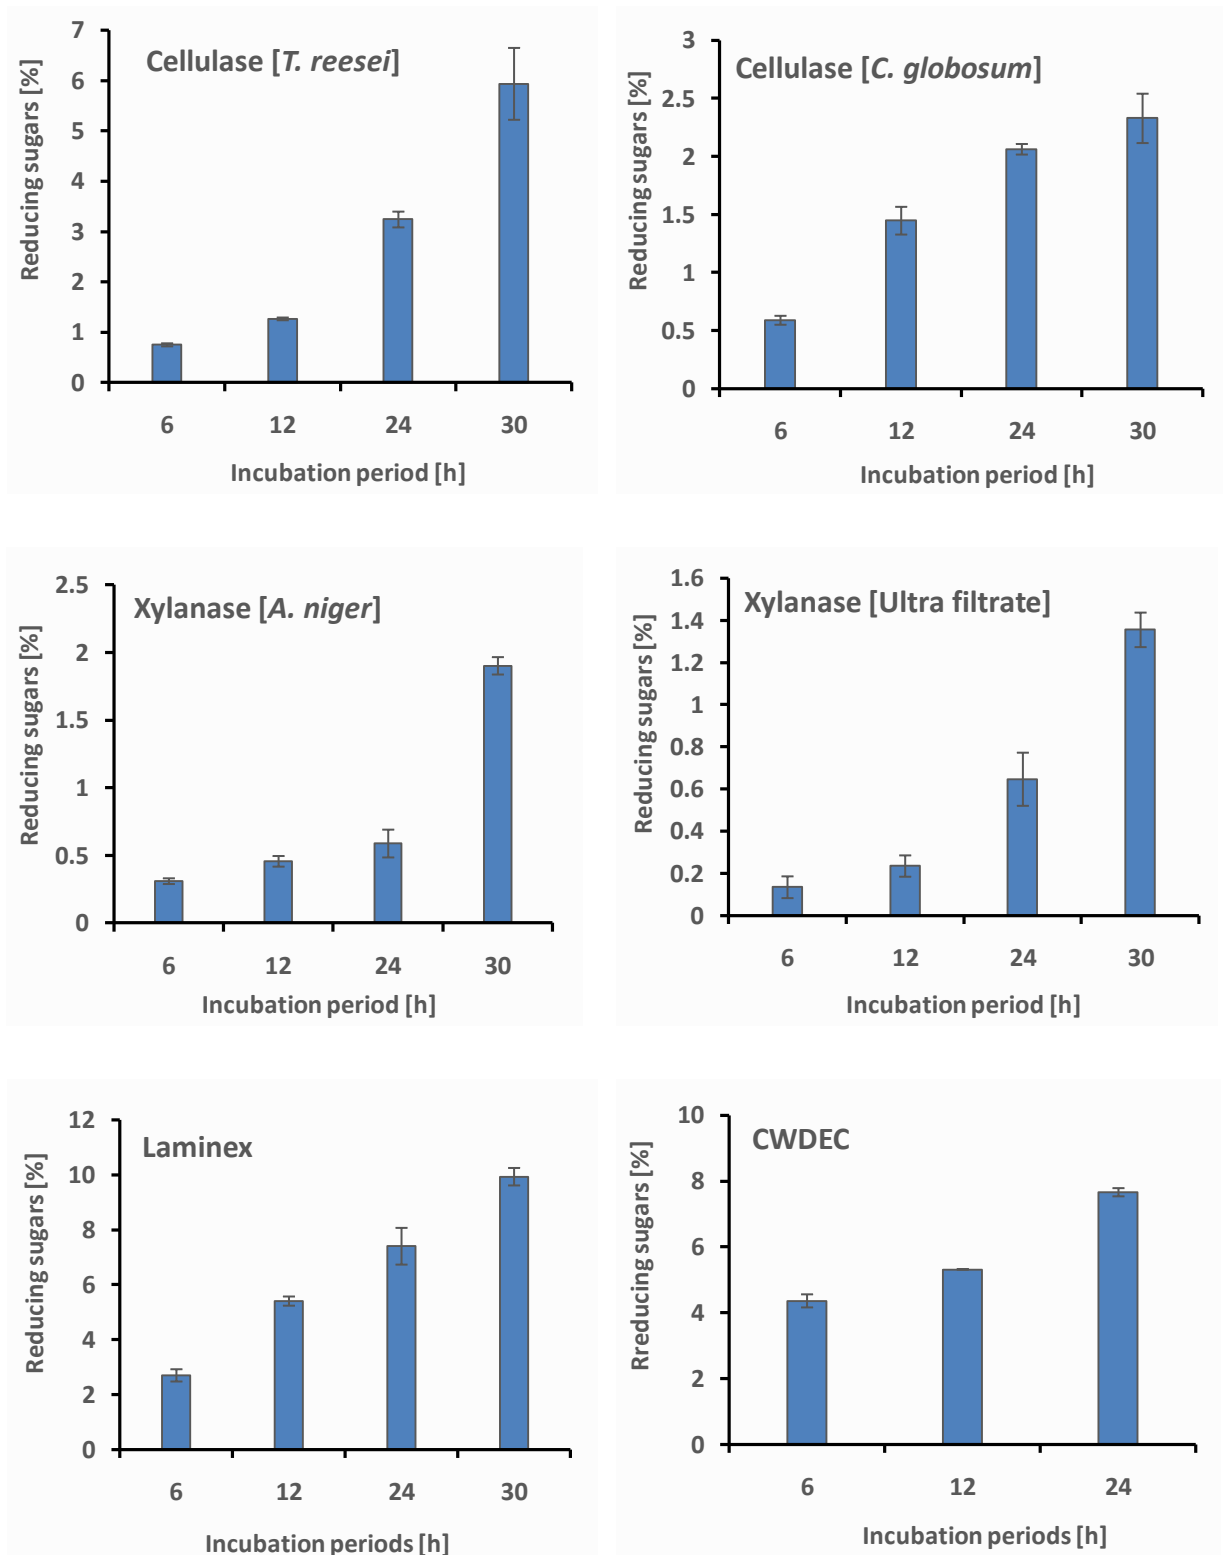 Cellulase [T. reesei]
Reducing sugars [%]
7
6
5
4
3
2
1
0
6 12 24 30
Incubation period [h]
Cellulase [C. globosum]
Reducing sugars [%]
3
2.5
2
1.5
1
0.5
0
6 12 24 30
Incubation period [h]
Xylanase [A. niger]
Reducing sugars [%]
2.5
2
1.5
1
0.5
0
6 12 24 30
Incubation period [h]
Xylanase [Ultra filtrate]
Reducing sugars [%]
1.6
1.4
1.2
1
0.8
0.6
0.4
0.2
0
6 12 24 30
Incubation period [h]
Laminex
Reducing sugars [%]
12
10
8
6
4
2
0
6 12 24 30
Incubation periods [h]
CWDEC
Rreducing sugars [%]
10
8
6
4
2
0
6 12 24
Incubation periods [h]